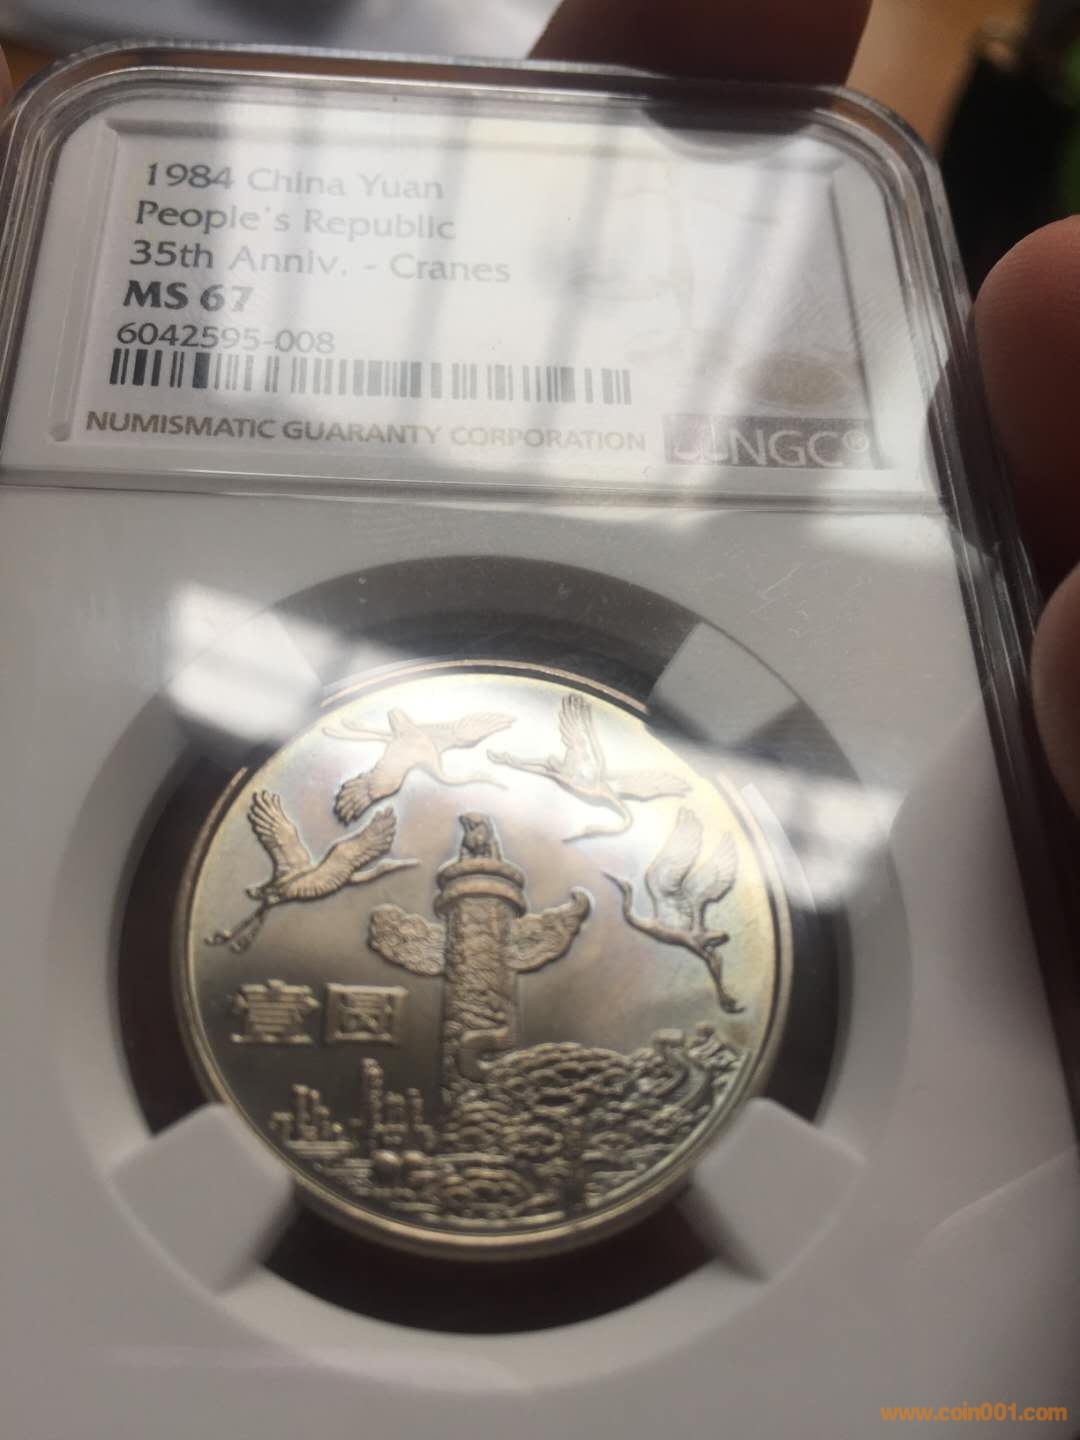 1984 China Yuan
People's Republic
35th Anniv. - Cranes
MS 67
6042595-008
NUMISMATIC GUARANTY CORPORATION
NGC®
壹圆
www.coin001.com